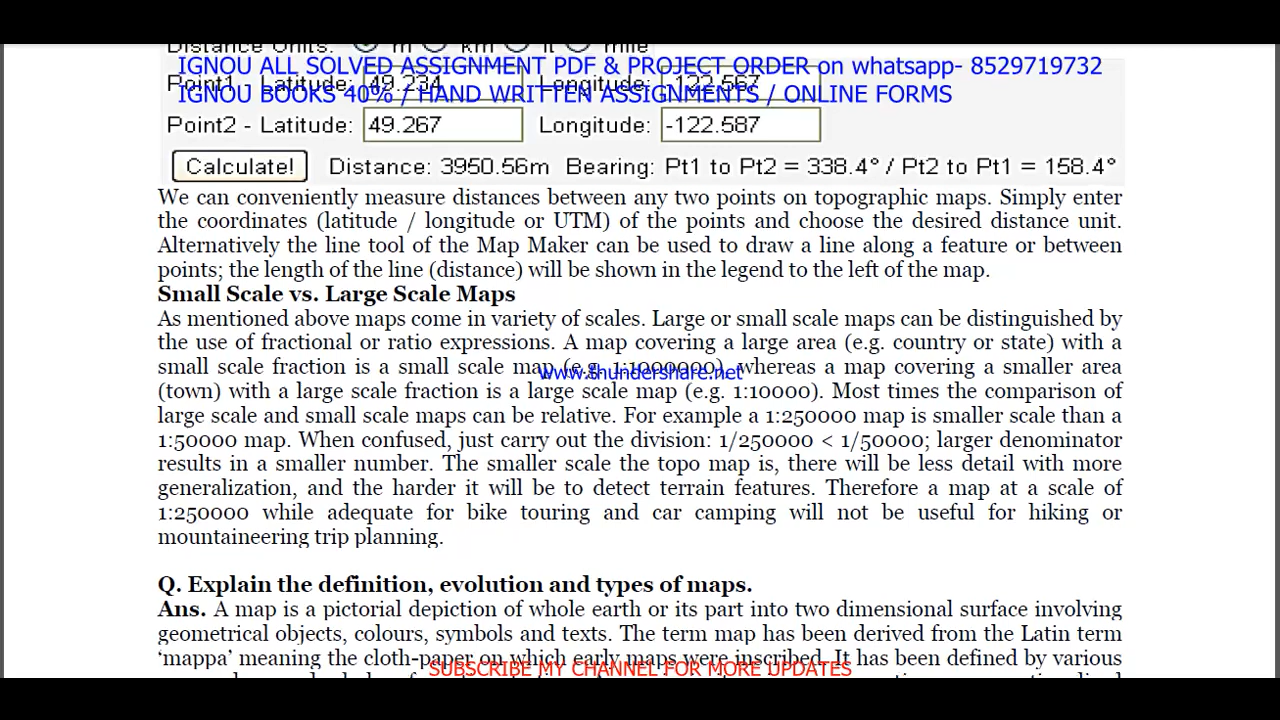 Distance Units: m km ft mile
IGNOU ALL SOLVED ASSIGNMENT PDF & PROJECT ORDER on whatsapp- 8529719732
Point1 - Latitude: 49.234 Longitude: -122.567
IGNOU BOOKS 40% / HAND WRITTEN ASSIGNMENTS / ONLINE FORMS
Point2 - Latitude: 49.267 Longitude: -122.587
Calculate! Distance: 3950.56m Bearing: Pt1 to Pt2 = 338.4° / Pt2 to Pt1 = 158.4°
We can conveniently measure distances between any two points on topographic maps. Simply enter
the coordinates (latitude / longitude or UTM) of the points and choose the desired distance unit.
Alternatively the line tool of the Map Maker can be used to draw a line along a feature or between
points; the length of the line (distance) will be shown in the legend to the left of the map.
Small Scale vs. Large Scale Maps
As mentioned above maps come in variety of scales. Large or small scale maps can be distinguished by
the use of fractional or ratio expressions. A map covering a large area (e.g. country or state) with a
small scale fraction is a small scale map (e.g. 1:1000000), whereas a map covering a smaller area
www.thundershare.net
(town) with a large scale fraction is a large scale map (e.g. 1:10000). Most times the comparison of
large scale and small scale maps can be relative. For example a 1:250000 map is smaller scale than a
1:50000 map. When confused, just carry out the division: 1/250000 < 1/50000; larger denominator
results in a smaller number. The smaller scale the topo map is, there will be less detail with more
generalization, and the harder it will be to detect terrain features. Therefore a map at a scale of
1:250000 while adequate for bike touring and car camping will not be useful for hiking or
mountaineering trip planning.
Q. Explain the definition, evolution and types of maps.
Ans. A map is a pictorial depiction of whole earth or its part into two dimensional surface involving
geometrical objects, colours, symbols and texts. The term map has been derived from the Latin term
‘mappa’ meaning the cloth-paper on which early maps were inscribed. It has been defined by various
SUBSCRIBE MY CHANNEL FOR MORE UPDATES